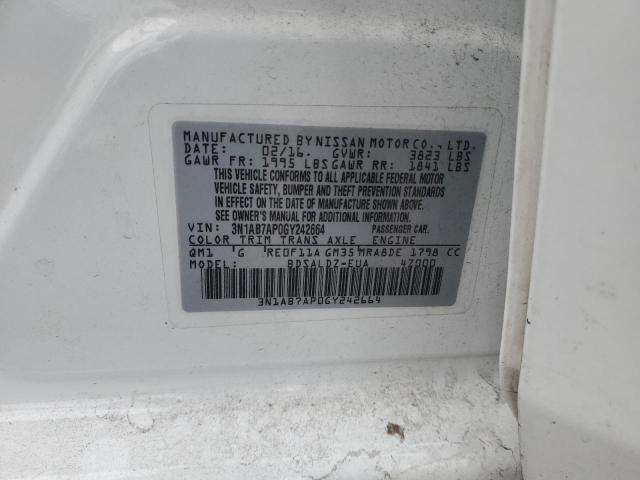 MANUFACTURED BY NISSAN MOTOR CO., LTD.
DATE: 02/16. GVWR: 3823 LBS
GAWR FR: 1995 LBS GAWR RR: 1841 LBS
THIS VEHICLE CONFORMS TO ALL APPLICABLE FEDERAL MOTOR
VEHICLE SAFETY, BUMPER AND THEFT PREVENTION STANDARDS
IN EFFECT ON THE DATE OF MANUFACTURE SHOWN ABOVE.
SEE OWNER'S MANUAL FOR ADDITIONAL INFORMATION.
VIN: 3N1AB7AP0GY242664 PASSENGER CAR.
COLOR TRIM TRANS AXLE ENGINE
QM1 G RE0F11A GM35 MRA8DE 1798 CC
MODEL: BDSALDZ-EUA 4Z000
3N1AB7AP0GY242664